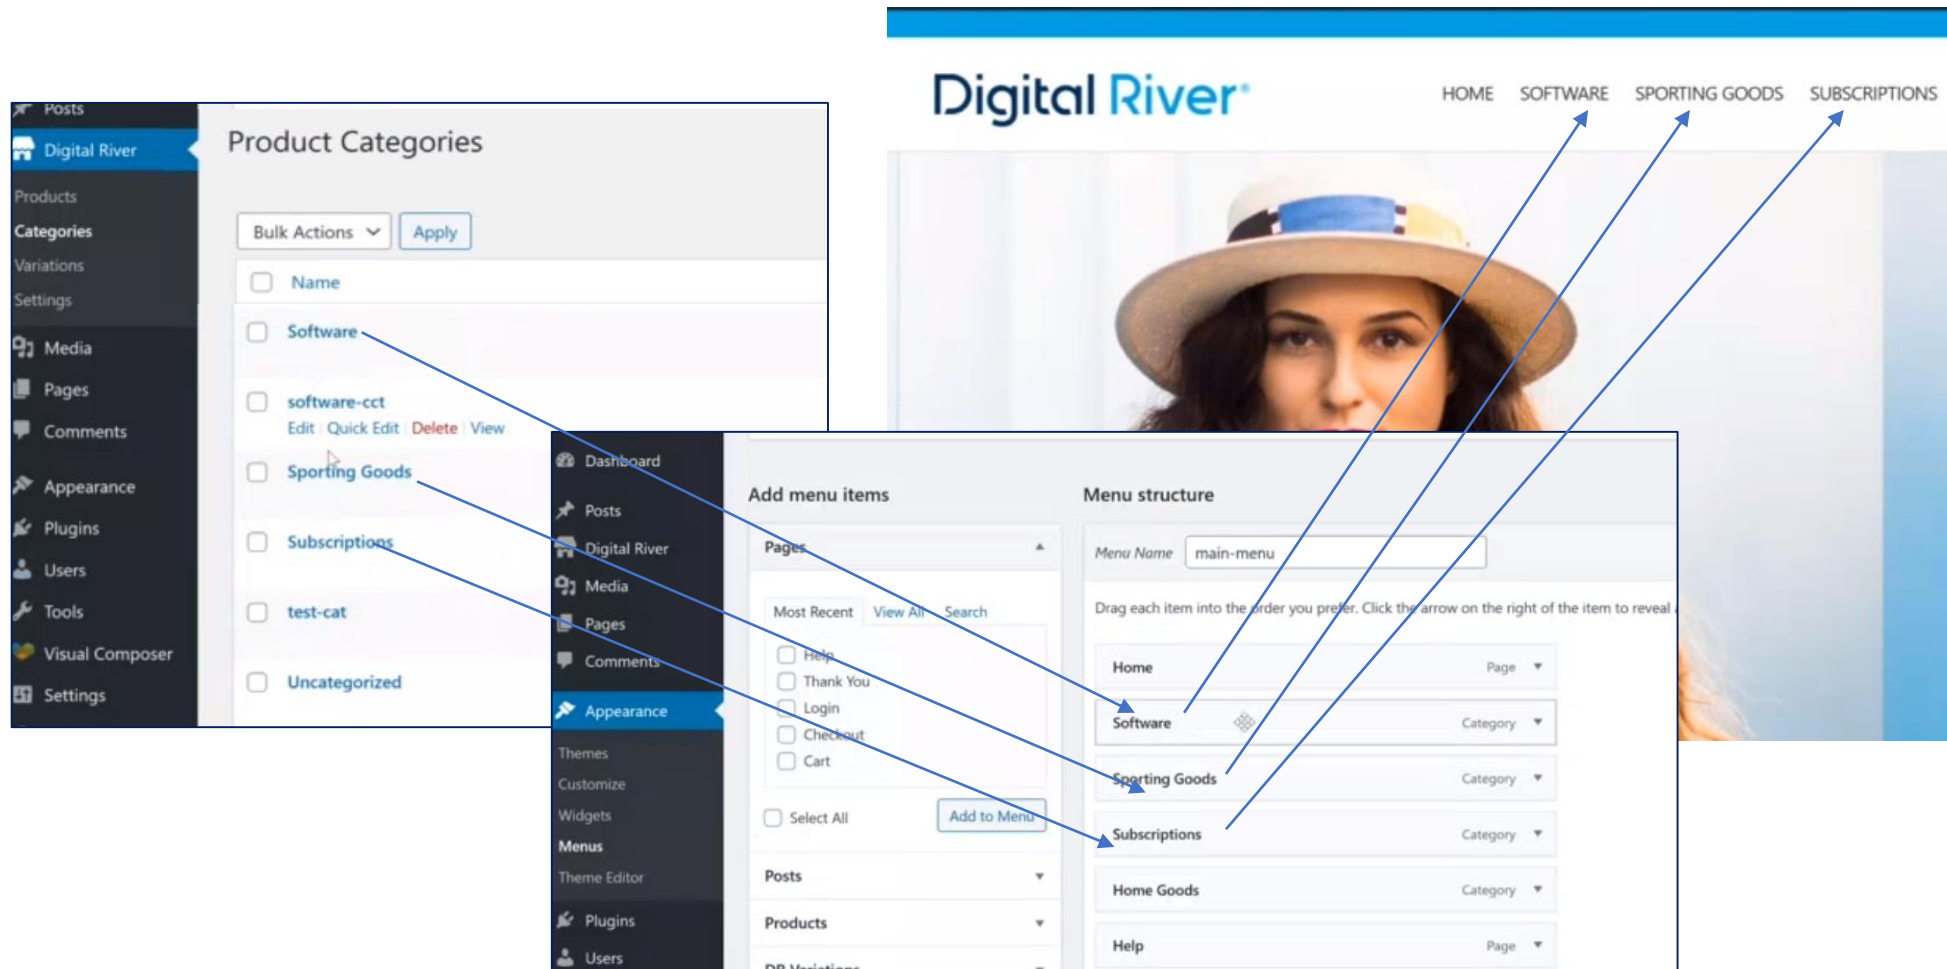 Digital River®
HOME SOFTWARE SPORTING GOODS SUBSCRIPTIONS
Posts
Digital River
Products
Categories
Variations
Settings
Media
Pages
Comments
Appearance
Plugins
Users
Tools
Visual Composer
Settings
Product Categories
Bulk Actions Apply
Name
Software
software-cct
Edit | Quick Edit | Delete | View
Sporting Goods
Subscriptions
test-cat
Uncategorized
Dashboard
Posts
Digital River
Media
Pages
Comments
Appearance
Themes
Customize
Widgets
Menus
Theme Editor
Plugins
Users
Add menu items
Pages
Most Recent View All Search
Help
Thank You
Login
Checkout
Cart
Select All Add to Menu
Posts
Products
DR Variations
Menu structure
Menu Name main-menu
Drag each item into the order you prefer. Click the arrow on the right of the item to reveal
Home Page
Software Category
Sporting Goods Category
Subscriptions Category
Home Goods Category
Help Page